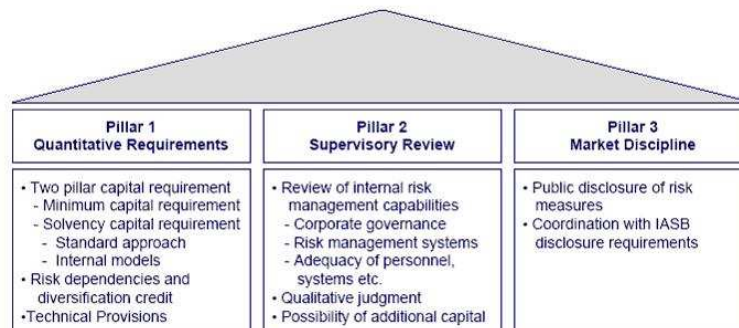 Pillar 1
Quantitative Requirements
• Two pillar capital requirement
- Minimum capital requirement
- Solvency capital requirement
- Standard approach
- Internal models
• Risk dependencies and
diversification credit
•Technical Provisions
Pillar 2
Supervisory Review
• Review of internal risk
management capabilities
- Corporate governance
- Risk management systems
- Adequacy of personnel,
systems etc.
• Qualitative judgment
• Possibility of additional capital
Pillar 3
Market Discipline
• Public disclosure of risk
measures
• Coordination with IASB
disclosure requirements